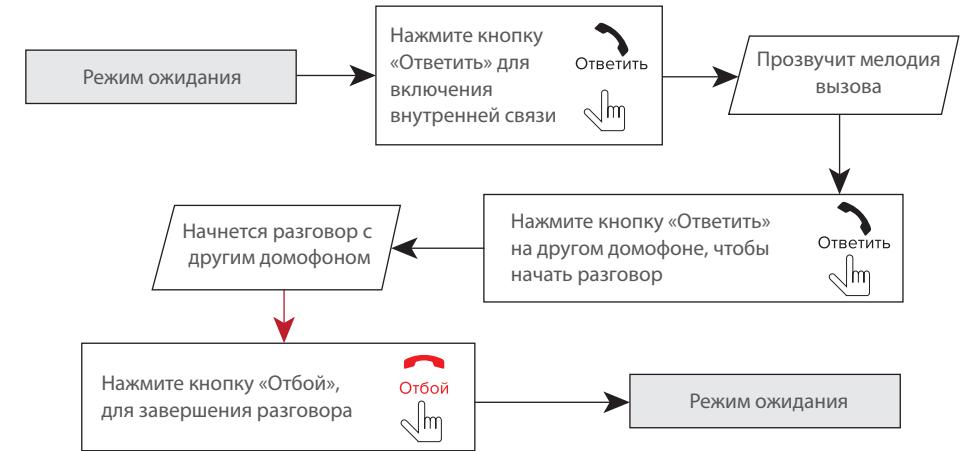 Режим ожидания
Нажмите кнопку
«Ответить» для
включения
внутренней связи
Ответить
Прозвучит мелодия
вызова
Нажмите кнопку «Ответить»
на другом домофоне, чтобы
начать разговор
Ответить
Начнется разговор с
другим домофоном
Нажмите кнопку «Отбой»,
для завершения разговора
Отбой
Режим ожидания